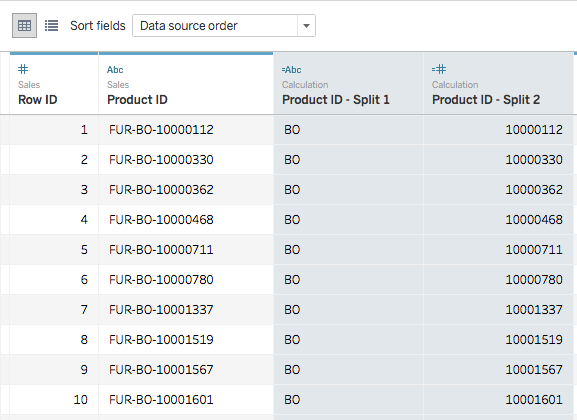 Sort fields Data source order
# Abc =Abc =#
Sales Sales Calculation Calculation
Row ID Product ID Product ID - Split 1 Product ID - Split 2
1 FUR-BO-10000112 BO 10000112
2 FUR-BO-10000330 BO 10000330
3 FUR-BO-10000362 BO 10000362
4 FUR-BO-10000468 BO 10000468
5 FUR-BO-10000711 BO 10000711
6 FUR-BO-10000780 BO 10000780
7 FUR-BO-10001337 BO 10001337
8 FUR-BO-10001519 BO 10001519
9 FUR-BO-10001567 BO 10001567
10 FUR-BO-10001601 BO 10001601